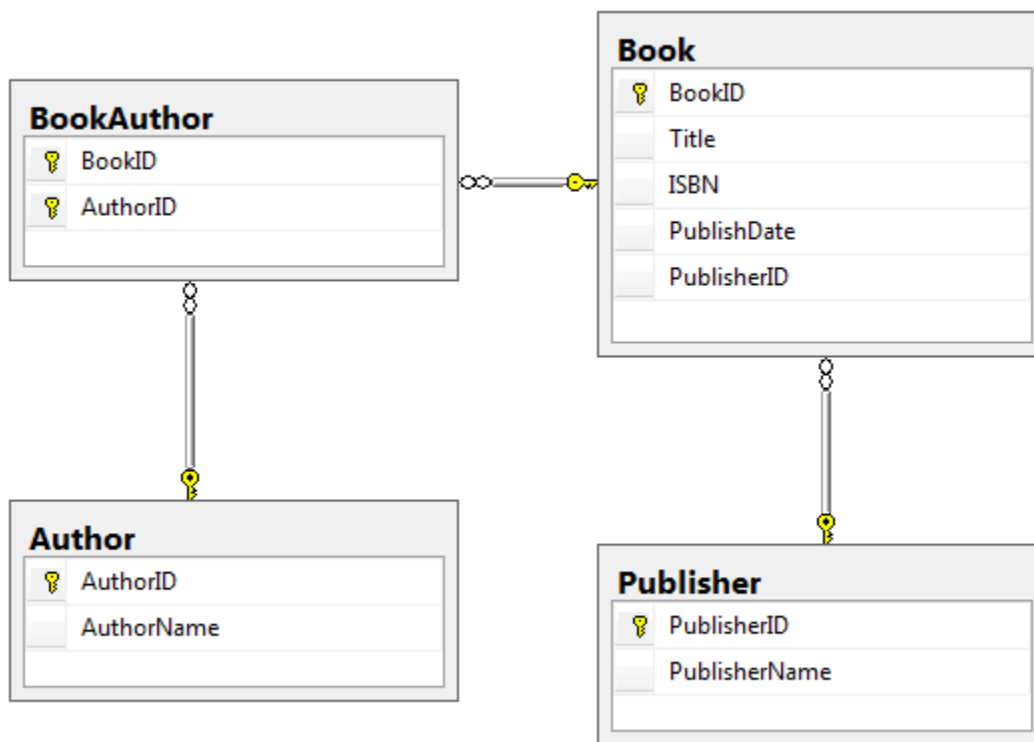 BookAuthor
BookID
AuthorID
Book
BookID
Title
ISBN
PublishDate
PublisherID
Author
AuthorID
AuthorName
Publisher
PublisherID
PublisherName